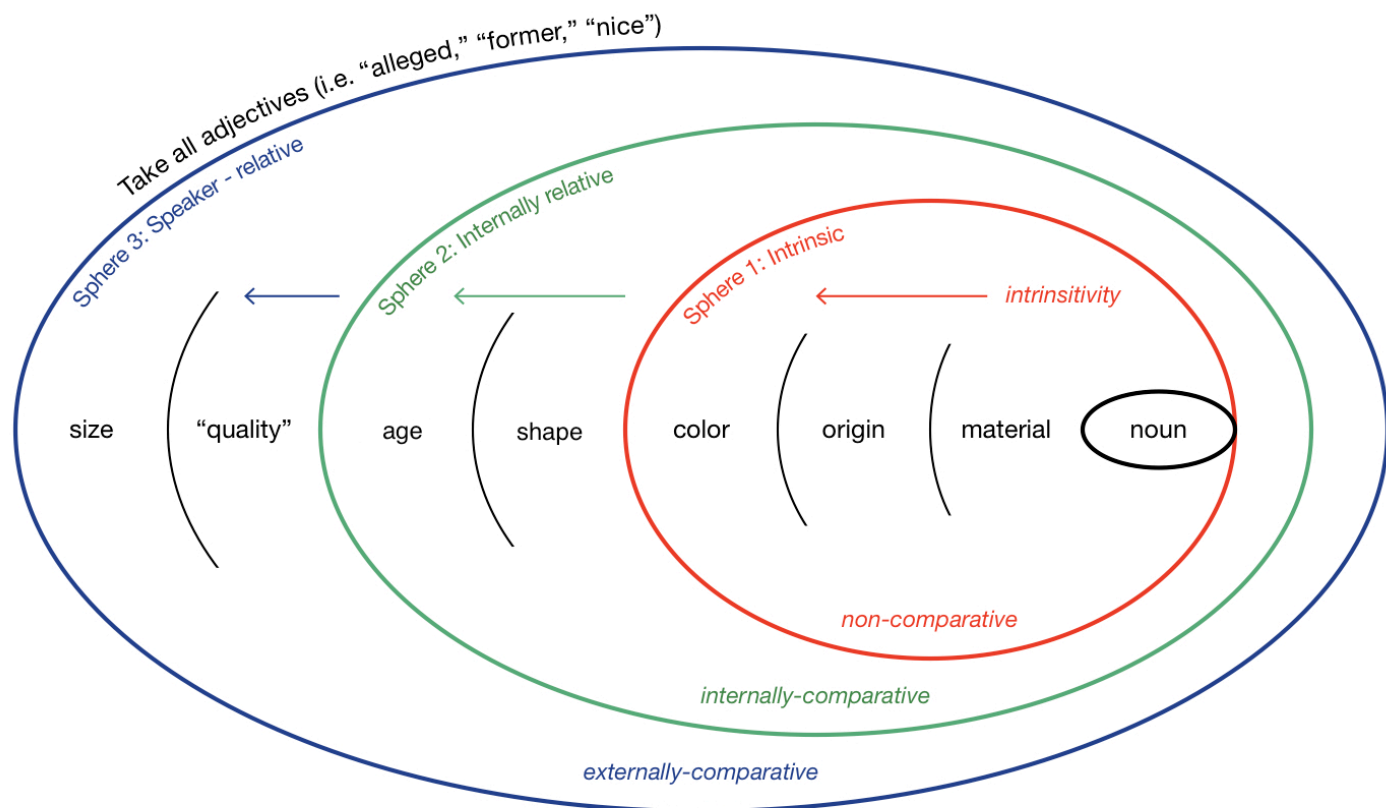 Take all adjectives (i.e. “alleged,” “former,” “nice”)
Sphere 3: Speaker - relative
Sphere 2: Internally relative
Sphere 1: Intrinsic
intrinsitivity
size
“quality”
age
shape
color
origin
material
noun
non-comparative
internally-comparative
externally-comparative